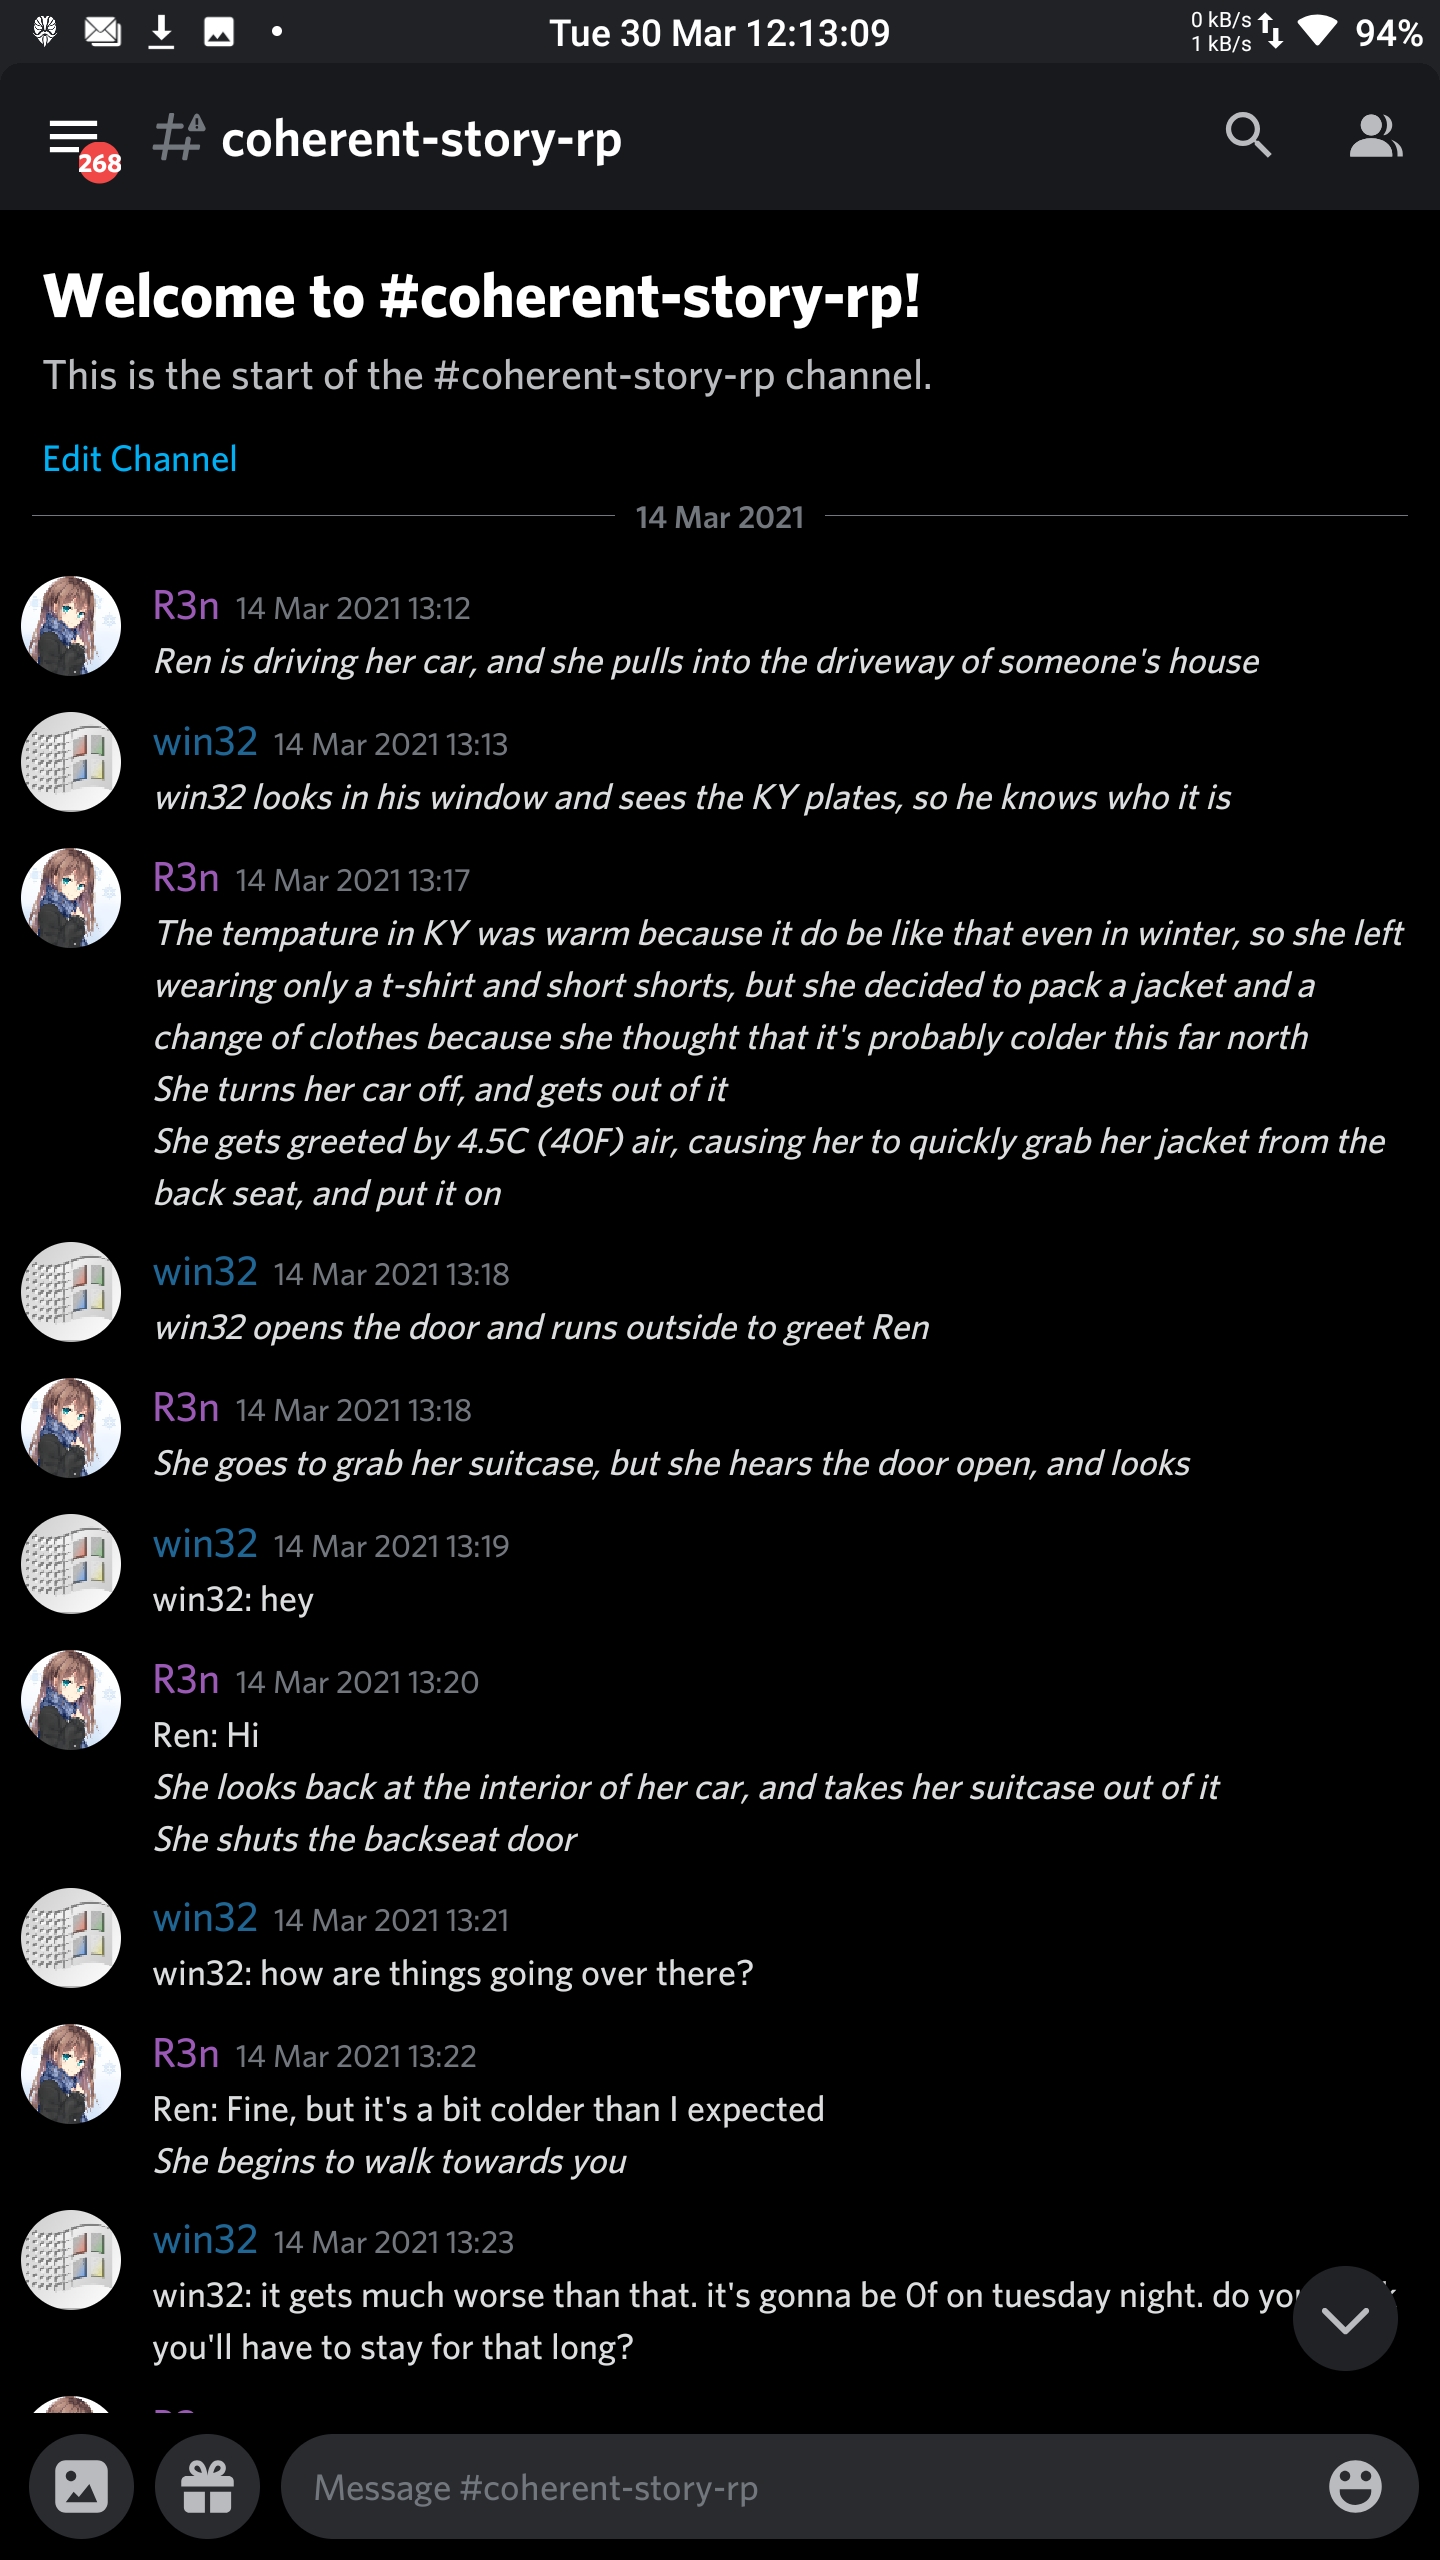 Tue 30 Mar 12:13:09
0 kB/s
1 kB/s
94%
268
coherent-story-rp
Welcome to #coherent-story-rp!
This is the start of the #coherent-story-rp channel.
Edit Channel
14 Mar 2021
R3n 14 Mar 2021 13:12
Ren is driving her car, and she pulls into the driveway of someone's house
win32 14 Mar 2021 13:13
win32 looks in his window and sees the KY plates, so he knows who it is
R3n 14 Mar 2021 13:17
The tempature in KY was warm because it do be like that even in winter, so she left
wearing only a t-shirt and short shorts, but she decided to pack a jacket and a
change of clothes because she thought that it's probably colder this far north
She turns her car off, and gets out of it
She gets greeted by 4.5C (40F) air, causing her to quickly grab her jacket from the
back seat, and put it on
win32 14 Mar 2021 13:18
win32 opens the door and runs outside to greet Ren
R3n 14 Mar 2021 13:18
She goes to grab her suitcase, but she hears the door open, and looks
win32 14 Mar 2021 13:19
win32: hey
R3n 14 Mar 2021 13:20
Ren: Hi
She looks back at the interior of her car, and takes her suitcase out of it
She shuts the backseat door
win32 14 Mar 2021 13:21
win32: how are things going over there?
R3n 14 Mar 2021 13:22
Ren: Fine, but it's a bit colder than I expected
She begins to walk towards you
win32 14 Mar 2021 13:23
win32: it gets much worse than that. it's gonna be 0f on tuesday night. do
you'll have to stay for that long?
Message #coherent-story-rp